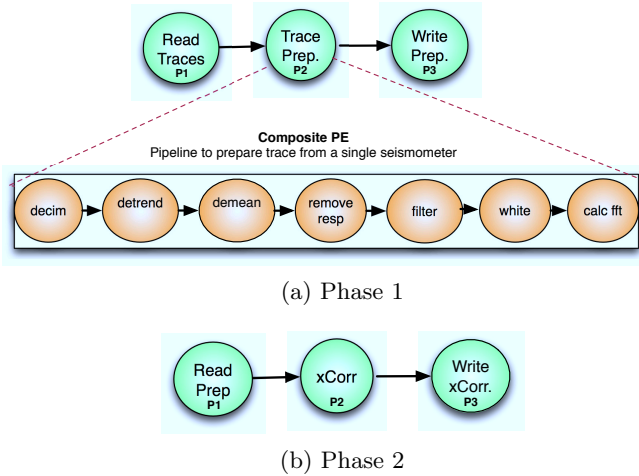 Read
Traces
P1
Trace
Prep.
P2
Write
Prep.
P3
Composite PE
Pipeline to prepare trace from a single seismometer
decim
detrend
demean
remove
resp
filter
white
calc fft
(a) Phase 1
Read
Prep
P1
xCorr
P2
Write
xCorr.
P3
(b) Phase 2